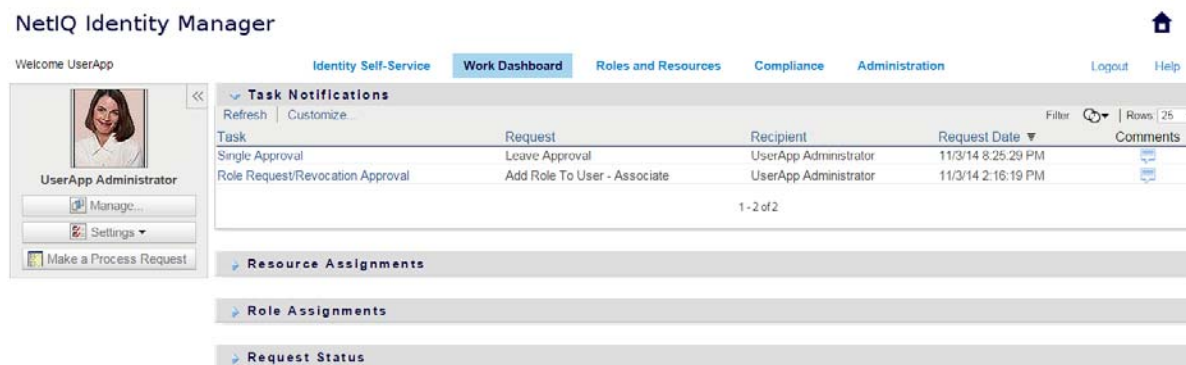 NetIQ Identity Manager
Welcome UserApp
Identity Self-Service Work Dashboard Roles and Resources Compliance Administration Logout Help
Task Notifications
Refresh Customize... Filter Rows: 25
Task Request Recipient Request Date Comments
Single Approval Leave Approval UserApp Administrator 11/3/14 8:25:29 PM
Role Request/Revocation Approval Add Role To User - Associate UserApp Administrator 11/3/14 2:16:19 PM
1 - 2 of 2
UserApp Administrator
Manage...
Settings
Make a Process Request
Resource Assignments
Role Assignments
Request Status